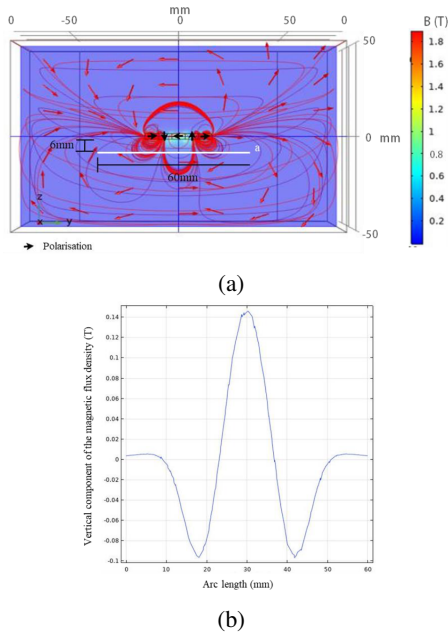 mm
-50 0 50 0
B (T)
50
1.8
1.6
1.4
1.2
1
0.8
0.6
0.4
0.2
0 mm
-50
6mm
a
60mm
z
x y
Polarisation
(a)
Vertical component of the magnetic flux density (T)
0.14
0.12
0.1
0.08
0.06
0.04
0.02
0
-0.02
-0.04
-0.06
-0.08
-0.1
0 10 20 30 40 50 60
Arc length (mm)
(b)